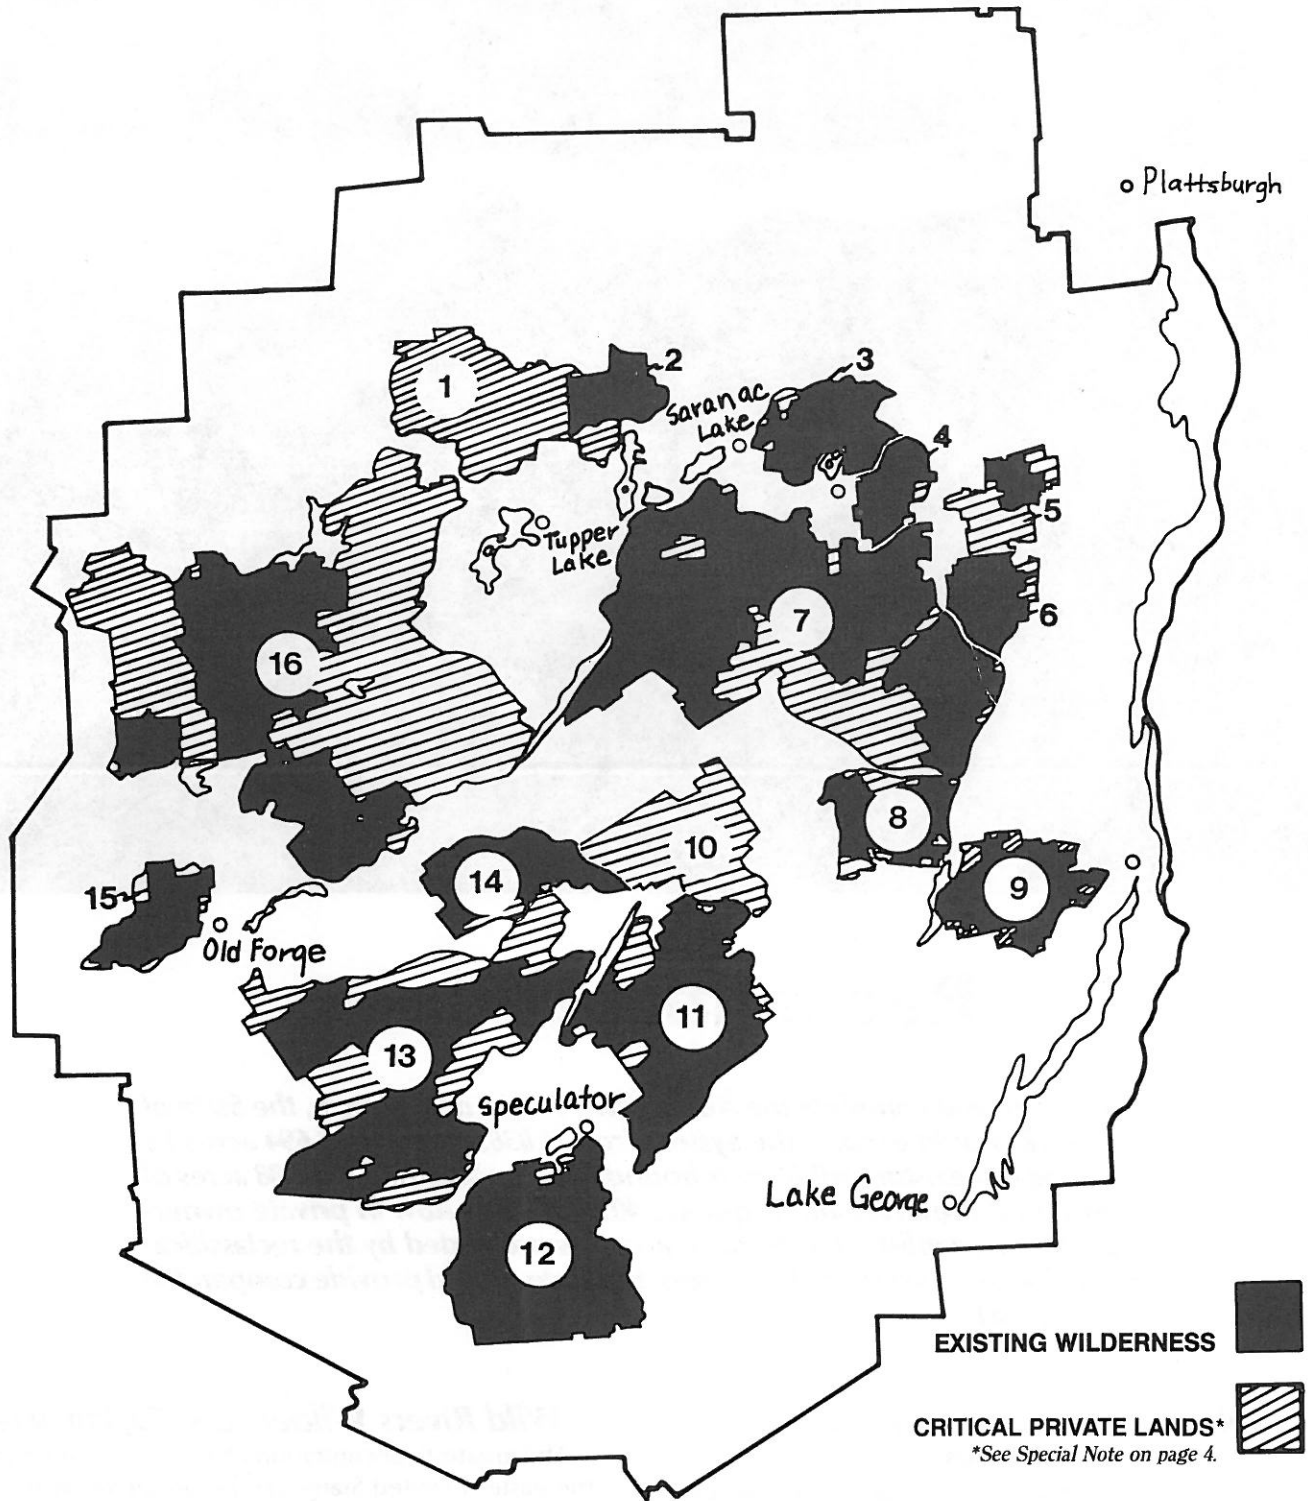 Plattsburgh
1
2
3
Saranac
Lake
4
5
Tupper
Lake
6
7
16
8
10
14
9
15
Old Forge
11
13
Speculator
Lake George
12
EXISTING WILDERNESS
CRITICAL PRIVATE LANDS*
*See Special Note on page 4.